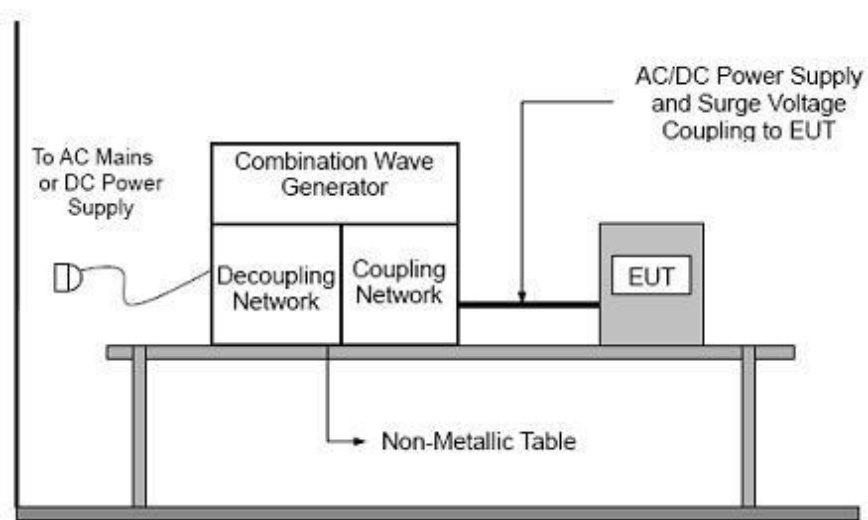 AC/DC Power Supply
and Surge Voltage
Coupling to EUT
To AC Mains
or DC Power
Supply
Combination Wave
Generator
Decoupling
Network
Coupling
Network
EUT
Non-Metallic Table